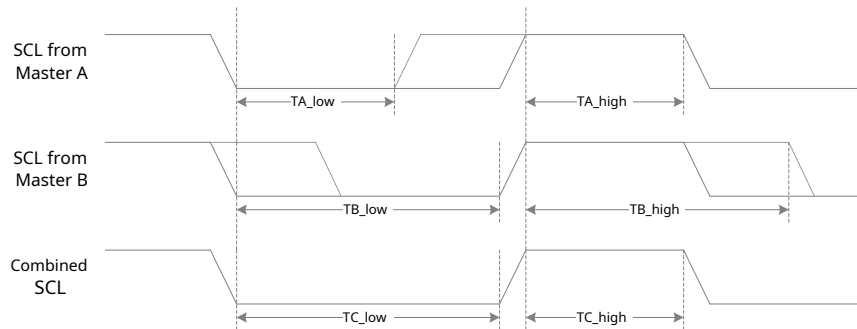 SCL from
Master A
TA_low
TA_high
SCL from
Master B
TB_low
TB_high
Combined
SCL
TC_low
TC_high